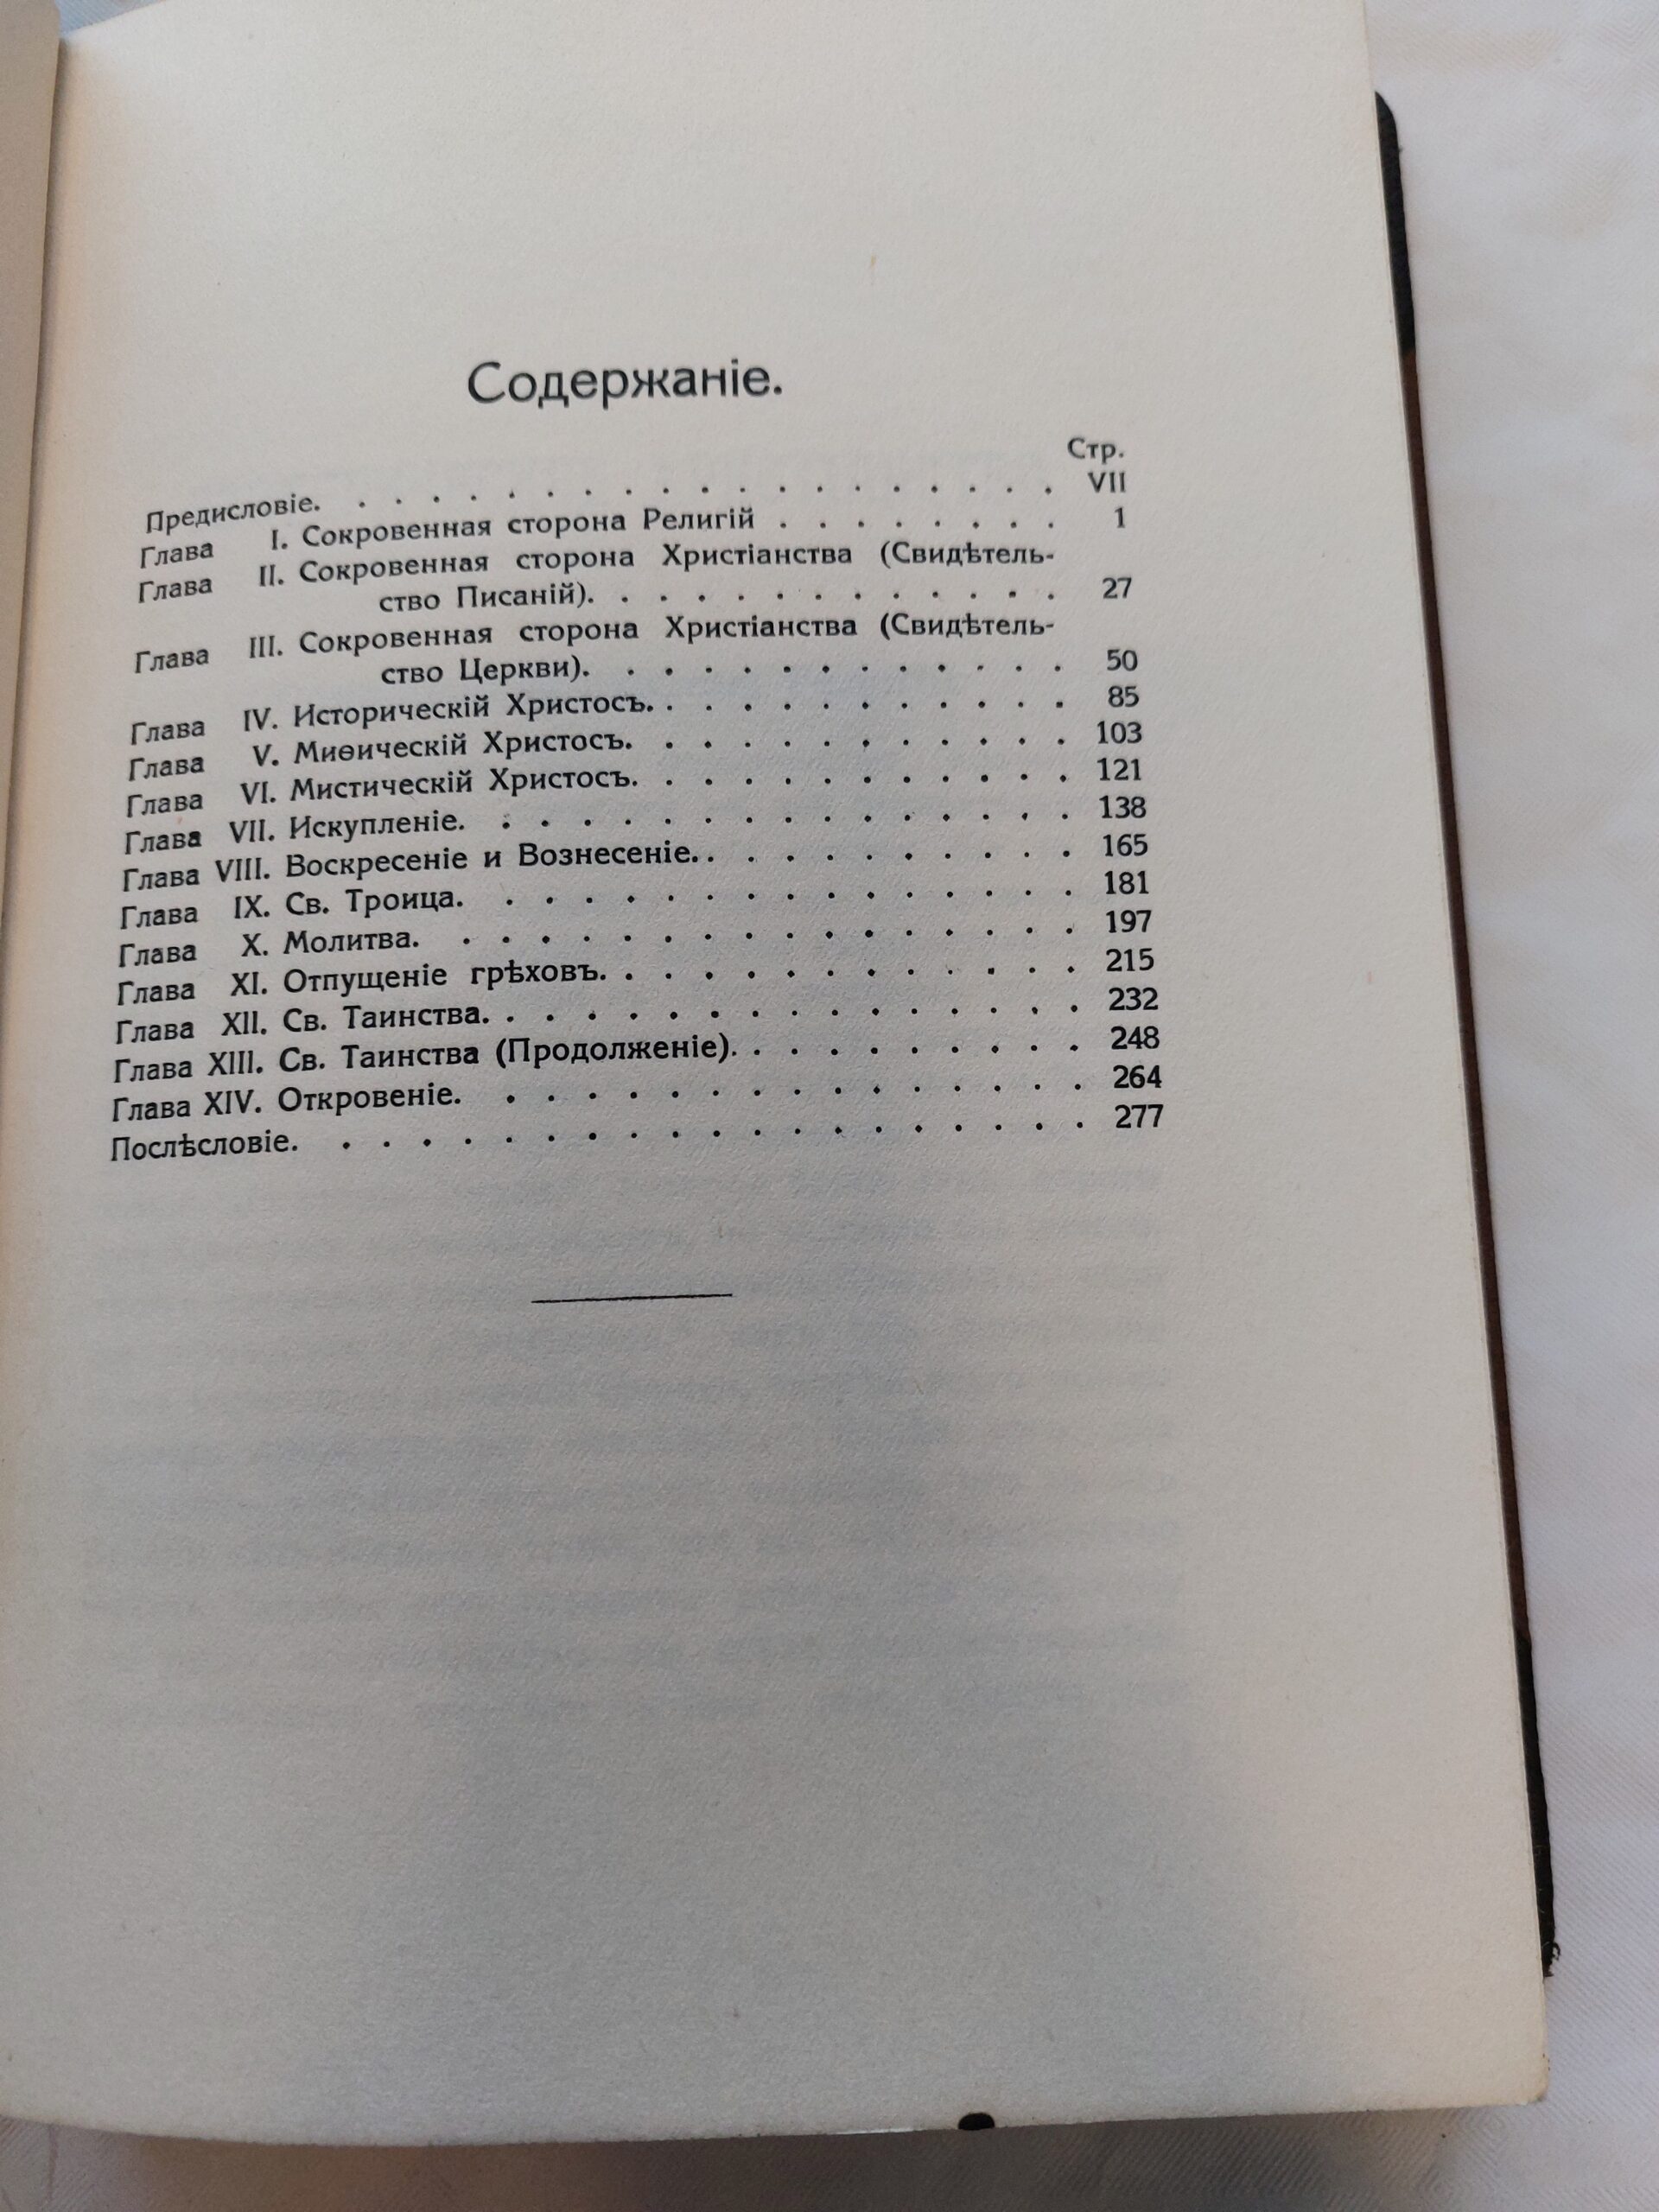 Содержаніе.
Стр.
Предисловіе. . . . . . . . . . . . . . . . . . . . VII
Глава I. Сокровенная сторона Религій . . . . . . . . 1
Глава II. Сокровенная сторона Христіанства (Свидѣтель-
ство Писаній). . . . . . . . . . . . . 27
Глава III. Сокровенная сторона Христіанства (Свидѣтель-
ство Церкви). . . . . . . . . . . . . 50
Глава IV. Историческій Христосъ. . . . . . . . . . . . 85
Глава V. Миѳическій Христосъ. . . . . . . . . . . . 103
Глава VI. Мистическій Христосъ. . . . . . . . . . . . 121
Глава VII. Искупленіе. . . . . . . . . . . . . . . . 138
Глава VIII. Воскресеніе и Вознесеніе. . . . . . . . . . . 165
Глава IX. Св. Троица. . . . . . . . . . . . . . . . 181
Глава X. Молитва. . . . . . . . . . . . . . . . . 197
Глава XI. Отпущеніе грѣховъ. . . . . . . . . . . . . 215
Глава XII. Св. Таинства. . . . . . . . . . . . . . . . 232
Глава XIII. Св. Таинства (Продолженіе). . . . . . . . . . 248
Глава XIV. Откровеніе. . . . . . . . . . . . . . . . 264
Послѣсловіе. . . . . . . . . . . . . . . . . . . . 277